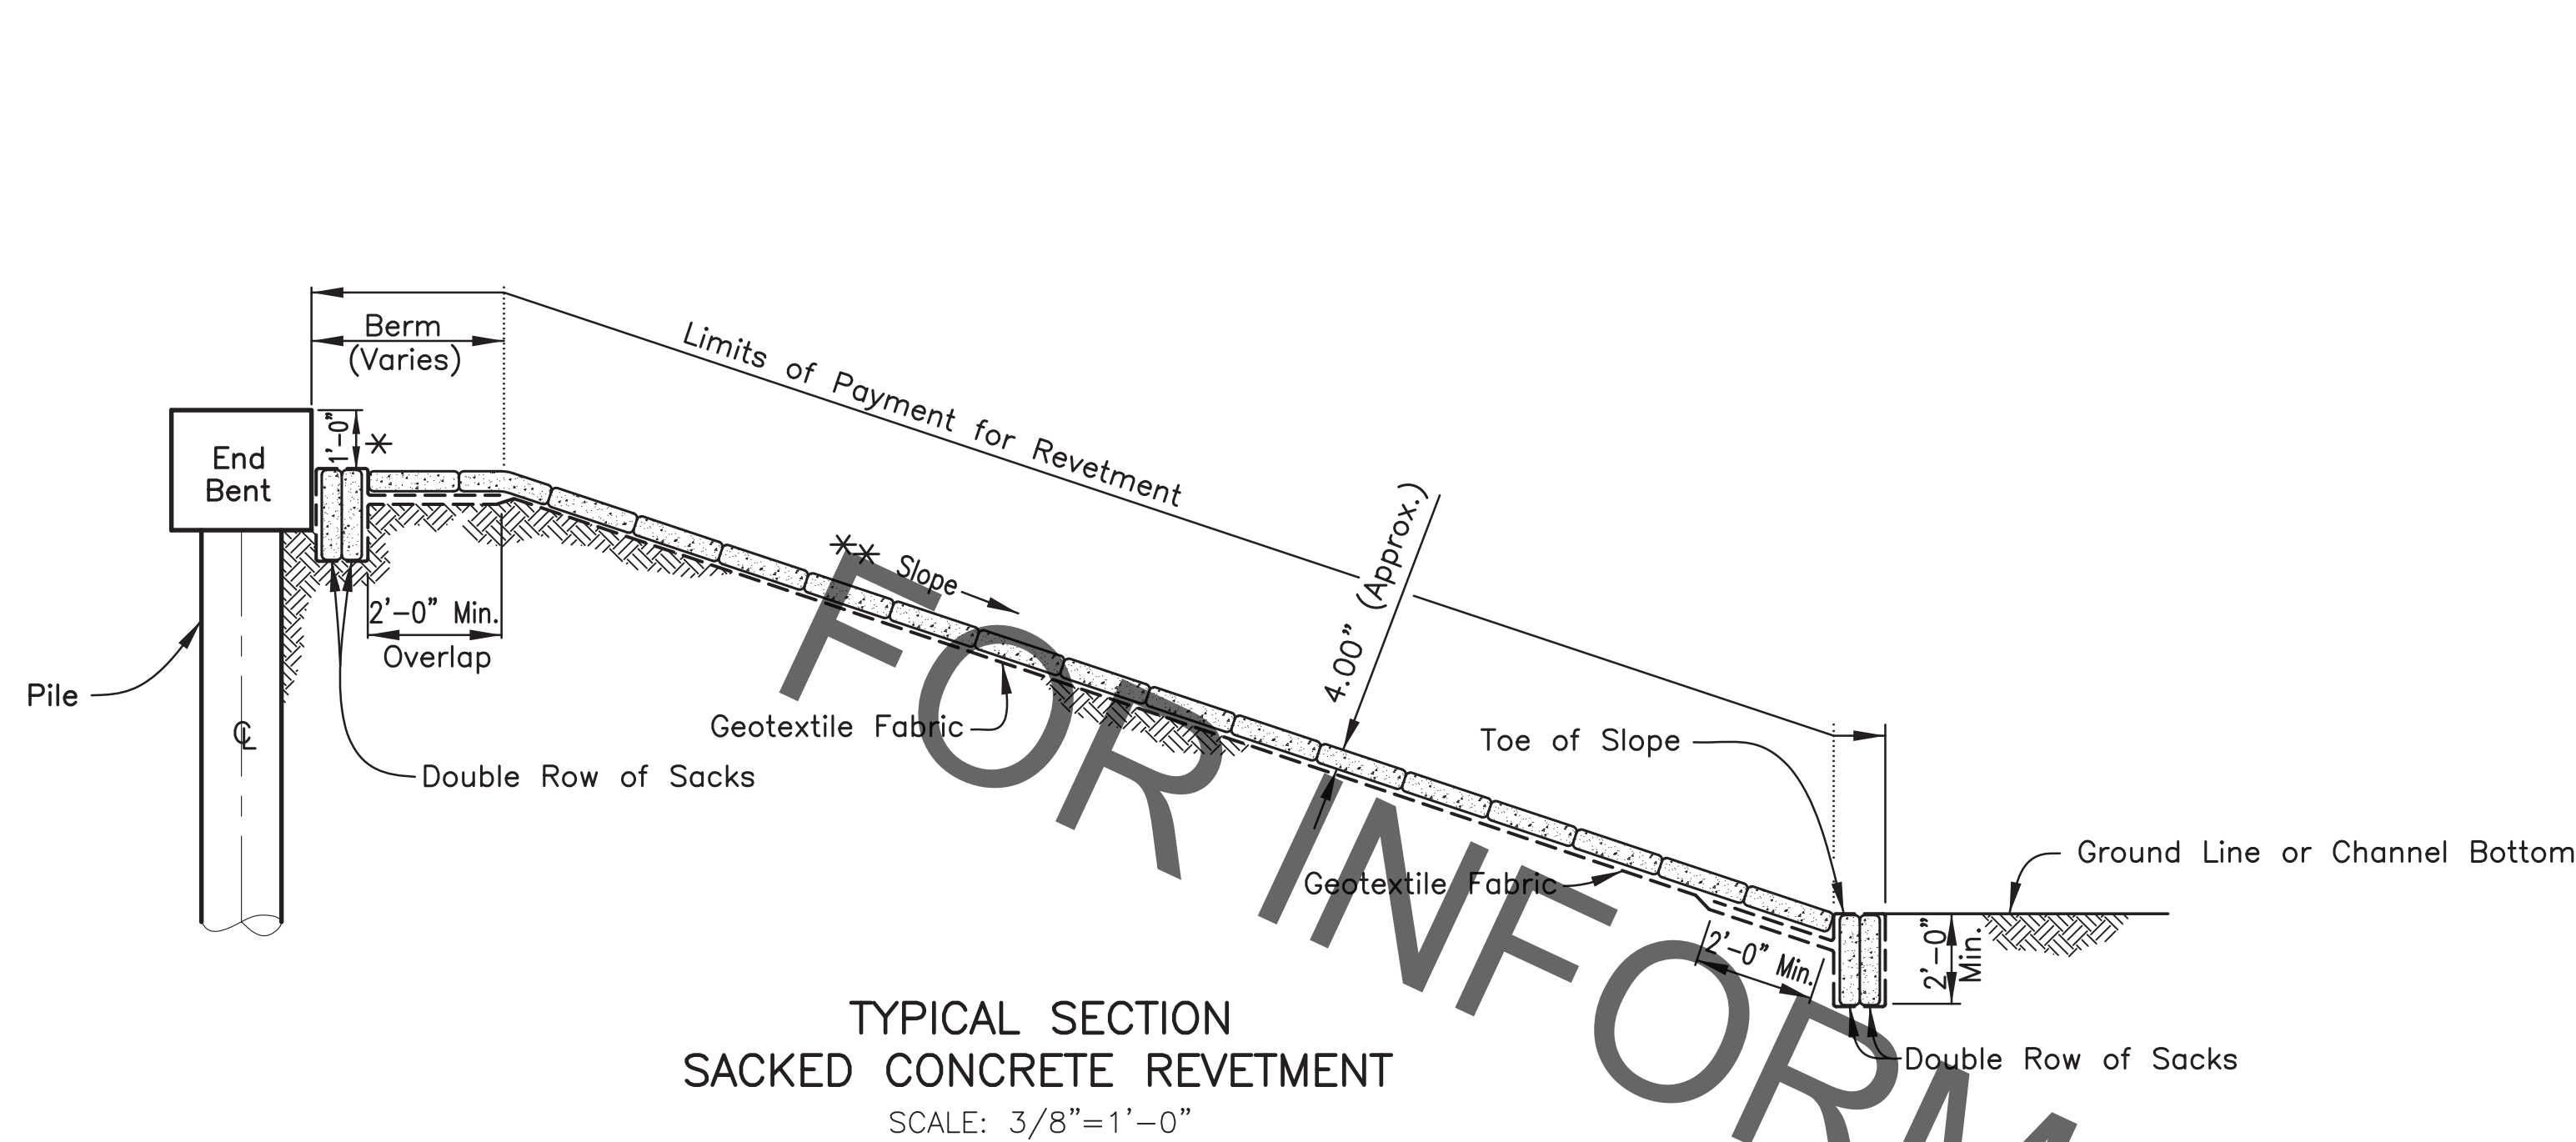 Berm
(Varies)
Limits of Payment for Revetment
End
Bent
1'-0"
*
** Slope
4.00" (Approx.)
2'-0" Min.
Overlap
Pile
℄
Geotextile Fabric
Double Row of Sacks
Toe of Slope
Ground Line or Channel Bottom
Geotextile Fabric
2'-0" Min.
2'-0"
Min.
Double Row of Sacks
TYPICAL SECTION
SACKED CONCRETE REVETMENT
SCALE: 3/8"=1'-0"
FOR INFORM